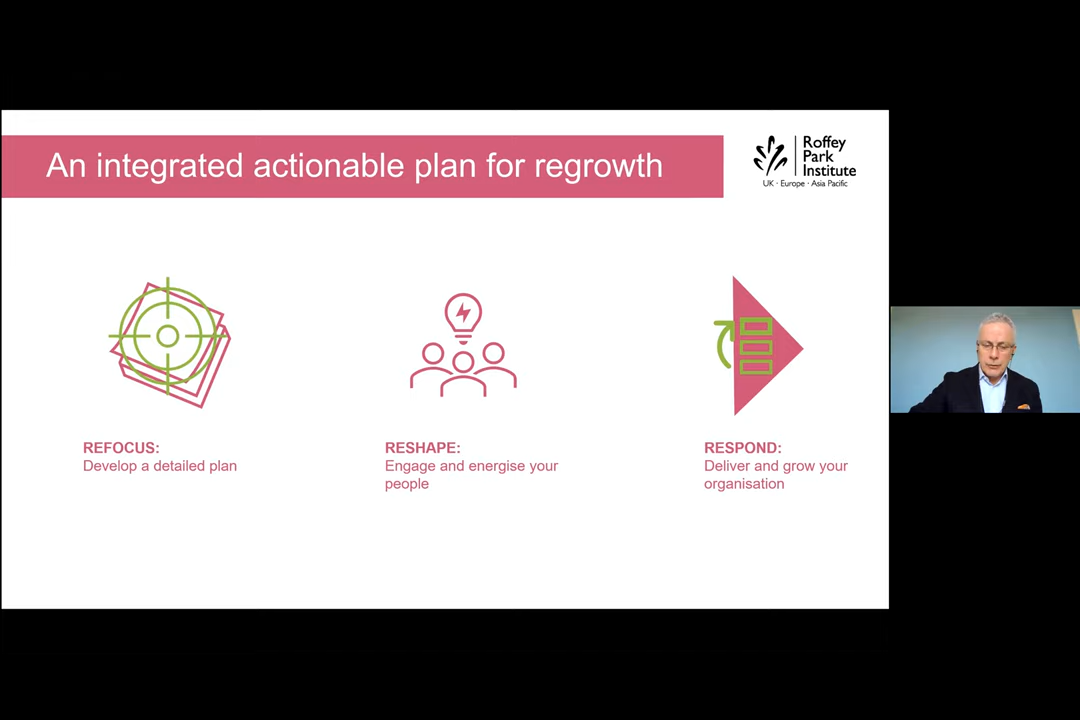 An integrated actionable plan for regrowth
Roffey
Park
Institute
UK · Europe · Asia Pacific
REFOCUS:
Develop a detailed plan
RESHAPE:
Engage and energise your
people
RESPOND:
Deliver and grow your
organisation